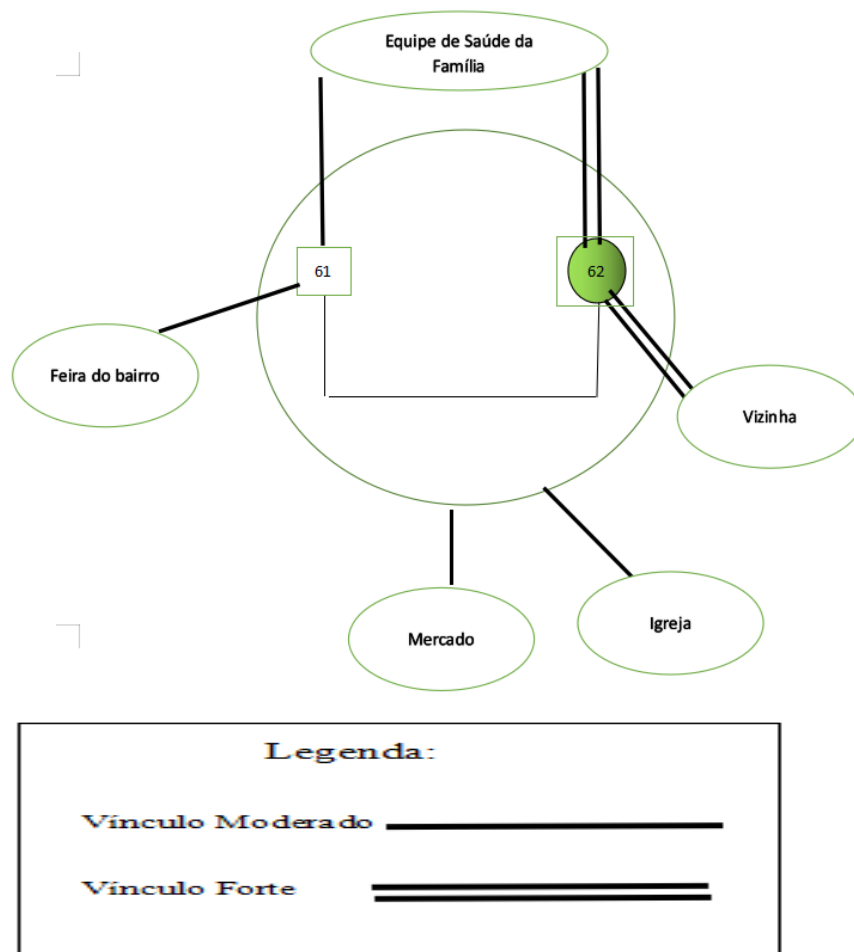 Equipe de Saúde da
Família
61
62
Feira do bairro
Vizinha
Mercado
Igreja
Legenda:
Vínculo Moderado
Vínculo Forte